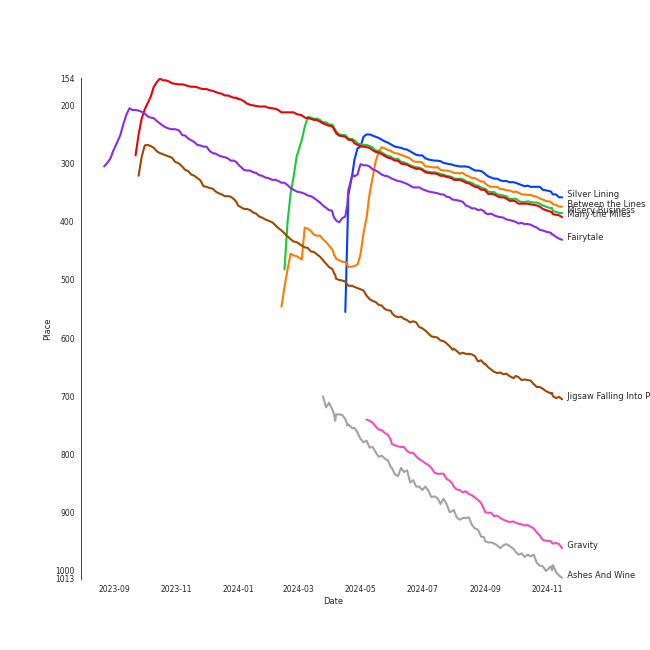 154
200
300
400
500
600
700
800
900
1000
1013
Place
2023-09
2023-11
2024-01
2024-03
2024-05
2024-07
2024-09
2024-11
Date
Silver Lining
Between the Lines
Misery Business
Many the Miles
Fairytale
Jigsaw Falling Into P
Gravity
Ashes And Wine